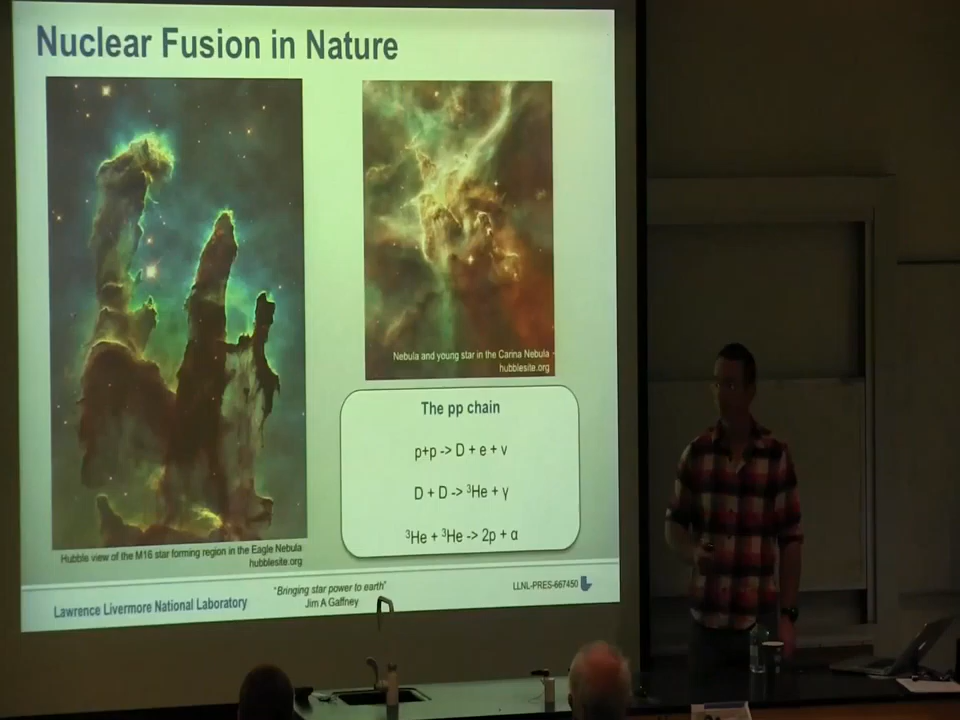 Nuclear Fusion in Nature
Nebula and young star in the Carina Nebula -
hubblesite.org
The pp chain
p+p -> D + e + ν
D + D -> ³He + γ
³He + ³He -> 2p + α
Hubble view of the M16 star forming region in the Eagle Nebula
hubblesite.org
Lawrence Livermore National Laboratory
"Bringing star power to earth"
Jim A Gaffney
LLNL-PRES-667450